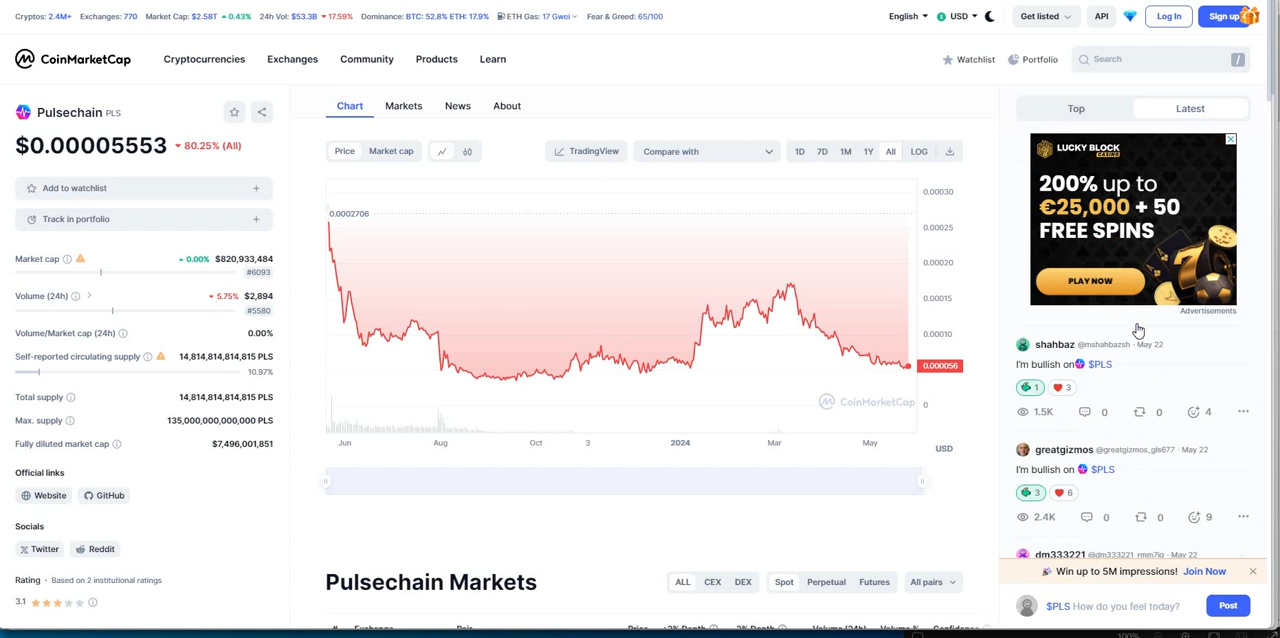 Cryptos: 2.4M+ Exchanges: 770 Market Cap: $2.58T 0.43% 24h Vol: $53.3B 17.59% Dominance: BTC: 52.8% ETH: 17.9% ETH Gas: 17 Gwei Fear & Greed: 65/100
English USD Get listed API Log In Sign up
CoinMarketCap Cryptocurrencies Exchanges Community Products Learn
Watchlist Portfolio Search /
Pulsechain PLS
$0.00005553 80.25% (All)
Add to watchlist +
Track in portfolio +
Market cap 0.00% $820,933,484
#6093
Volume (24h) 5.75% $2,894
#5580
Volume/Market cap (24h) 0.00%
Self-reported circulating supply 14,814,814,814,815 PLS
10.97%
Total supply 14,814,814,814,815 PLS
Max. supply 135,000,000,000,000 PLS
Fully diluted market cap $7,496,001,851
Official links
Website GitHub
Socials
Twitter Reddit
Rating · Based on 2 institutional ratings
3.1
Chart Markets News About
Price Market cap TradingView Compare with 1D 7D 1M 1Y All LOG
0.0002706
0.00030
0.00025
0.00020
0.00015
0.00010
0.000056
0
CoinMarketCap
Jun Aug Oct 3 2024 Mar May
USD
Pulsechain Markets
ALL CEX DEX Spot Perpetual Futures All pairs
Top Latest
LUCKY BLOCK
CASINO
200% up to
€25,000 + 50
FREE SPINS
PLAY NOW
7
Advertisements
shahbaz @mshahbazsh · May 22
I'm bullish on $PLS
1 3
1.5K 0 0 4
greatgizmos @greatgizmos_gls677 · May 22
I'm bullish on $PLS
3 6
2.4K 0 0 9
dm333221 @dm333221_rmm7ig · May 22
Win up to 5M impressions! Join Now
$PLS How do you feel today? Post
100%